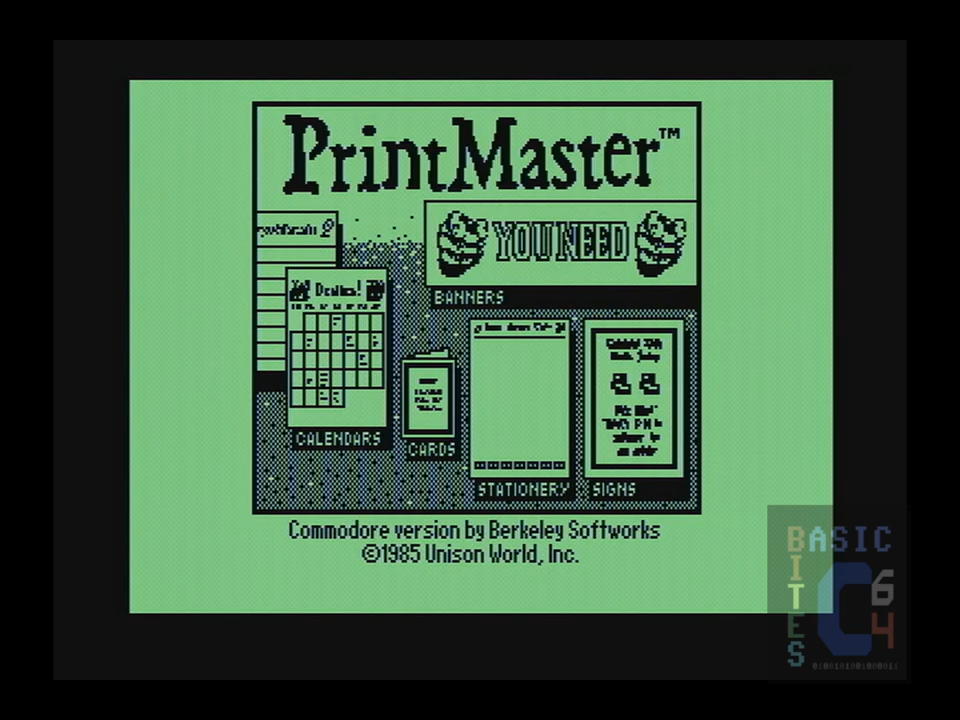 PrintMaster™
YOU NEED
BANNERS
CALENDARS
CARDS
STATIONERY
SIGNS
Commodore version by Berkeley Softworks
©1985 Unison World, Inc.
BASIC
BITES
C64